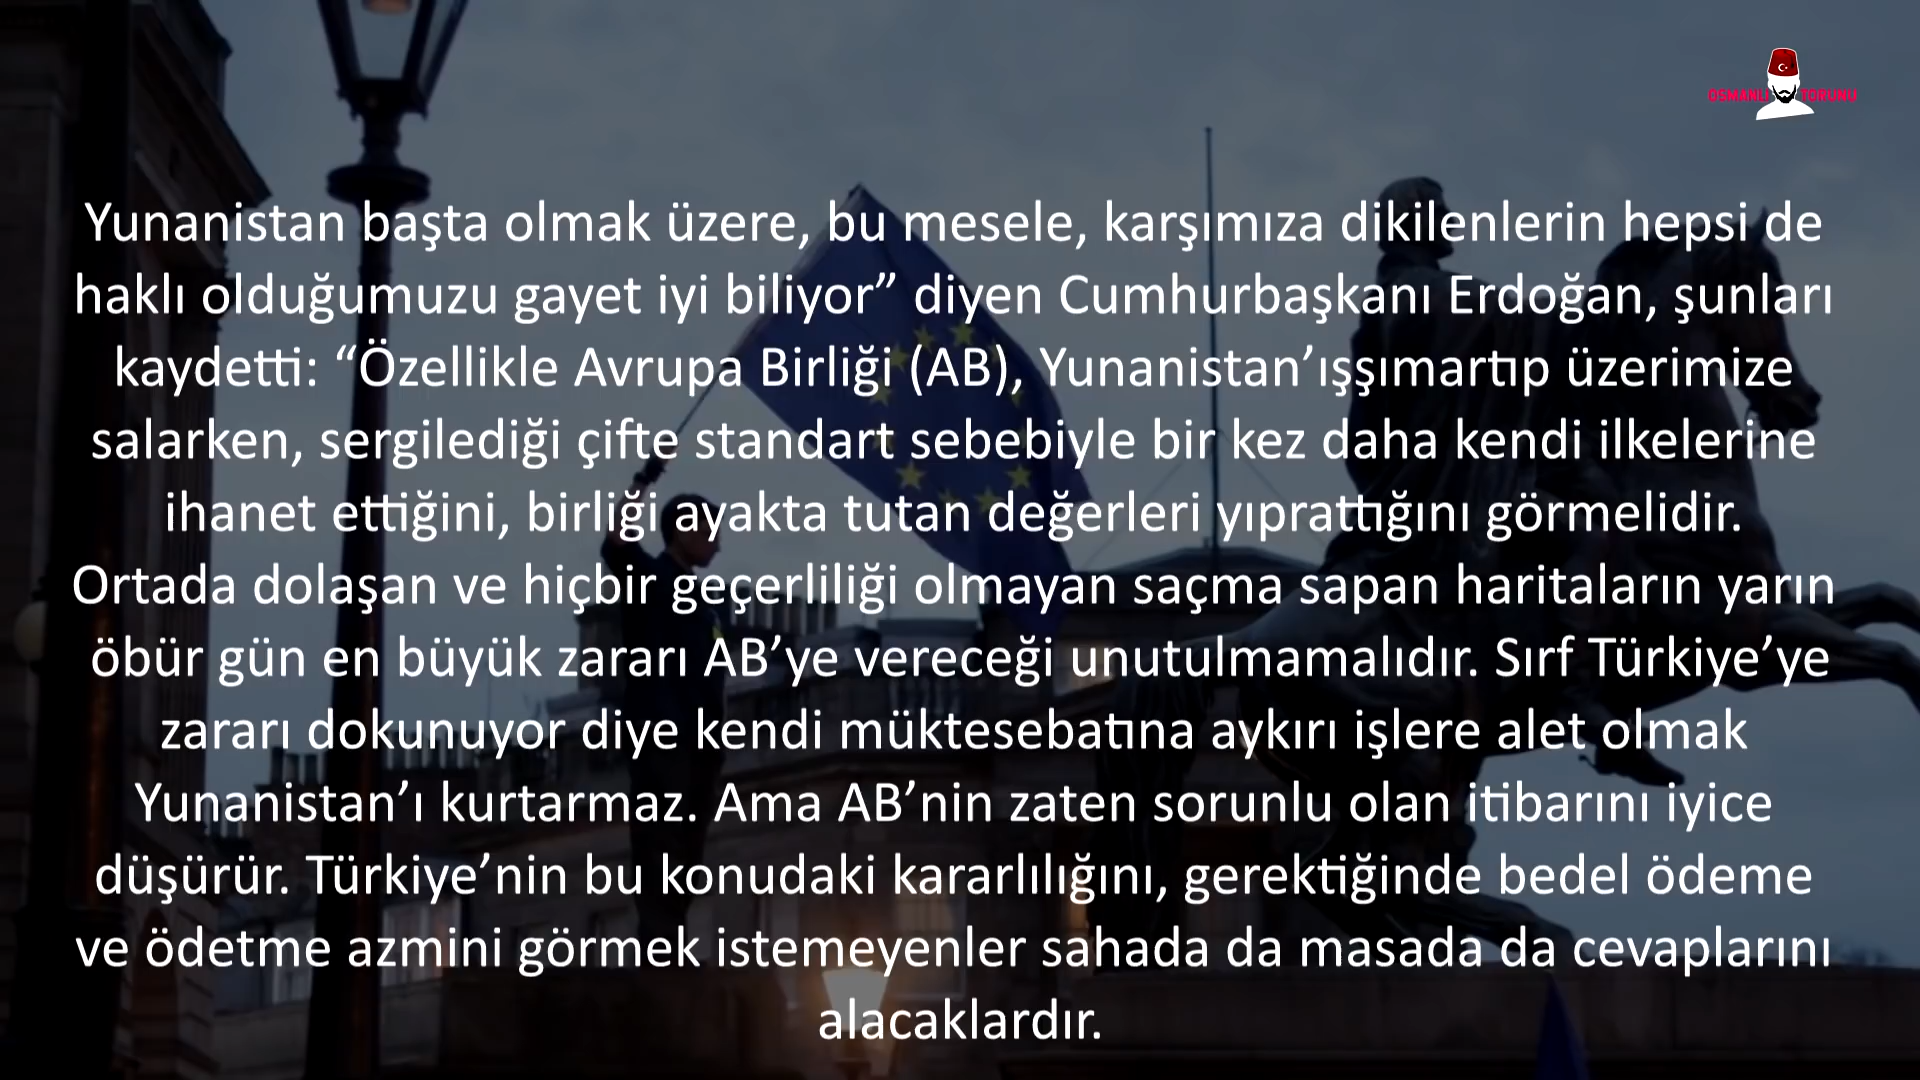 OSMANLI TORUNU
Yunanistan başta olmak üzere, bu mesele, karşımıza dikilenlerin hepsi de
haklı olduğumuzu gayet iyi biliyor” diyen Cumhurbaşkanı Erdoğan, şunları
kaydetti: “Özellikle Avrupa Birliği (AB), Yunanistan’ışşımartıp üzerimize
salarken, sergilediği çifte standart sebebiyle bir kez daha kendi ilkelerine
ihanet ettiğini, birliği ayakta tutan değerleri yıprattığını görmelidir.
Ortada dolaşan ve hiçbir geçerliliği olmayan saçma sapan haritaların yarın
öbür gün en büyük zararı AB’ye vereceği unutulmamalıdır. Sırf Türkiye’ye
zararı dokunuyor diye kendi müktesebatına aykırı işlere alet olmak
Yunanistan’ı kurtarmaz. Ama AB’nin zaten sorunlu olan itibarını iyice
düşürür. Türkiye’nin bu konudaki kararlılığını, gerektiğinde bedel ödeme
ve ödetme azmini görmek istemeyenler sahada da masada da cevaplarını
alacaklardır.